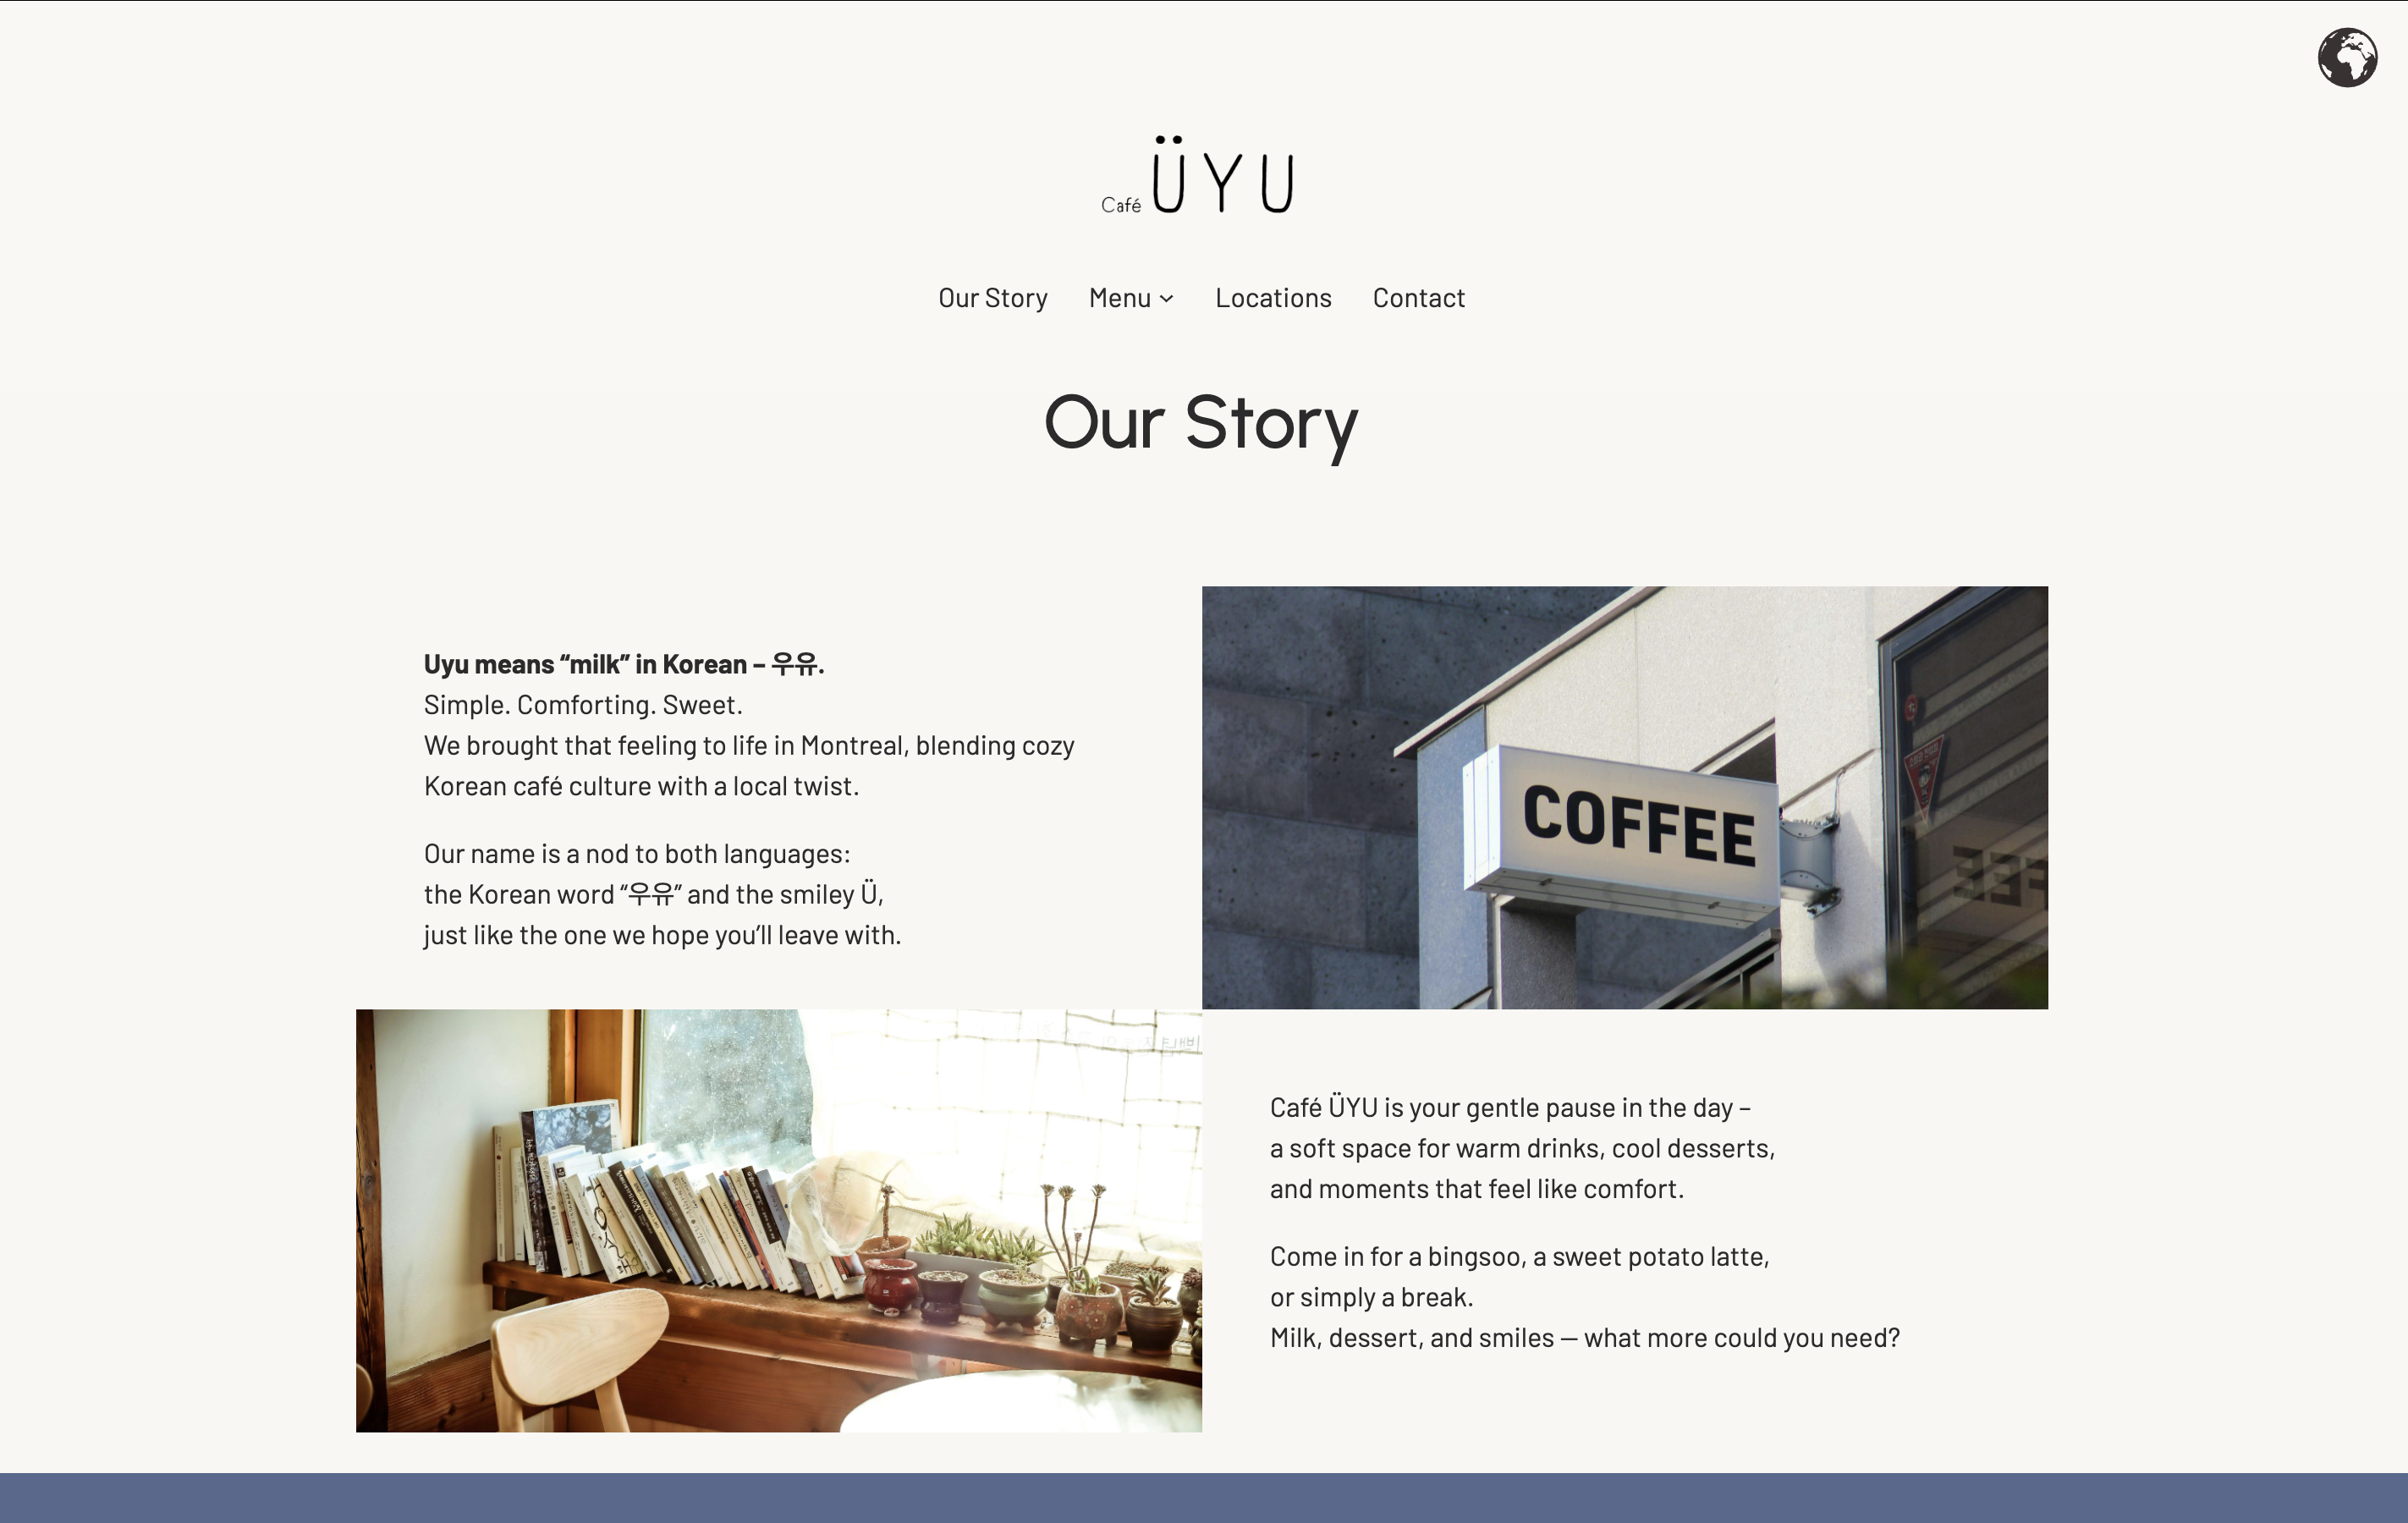 Café ÜYU
Our Story
Menu
Locations
Contact
Our Story
Uyu means “milk” in Korean – 우유.
Simple. Comforting. Sweet.
We brought that feeling to life in Montreal, blending cozy
Korean café culture with a local twist.
Our name is a nod to both languages:
the Korean word “우유” and the smiley Ü,
just like the one we hope you’ll leave with.
COFFEE
Café ÜYU is your gentle pause in the day –
a soft space for warm drinks, cool desserts,
and moments that feel like comfort.
Come in for a bingsoo, a sweet potato latte,
or simply a break.
Milk, dessert, and smiles — what more could you need?